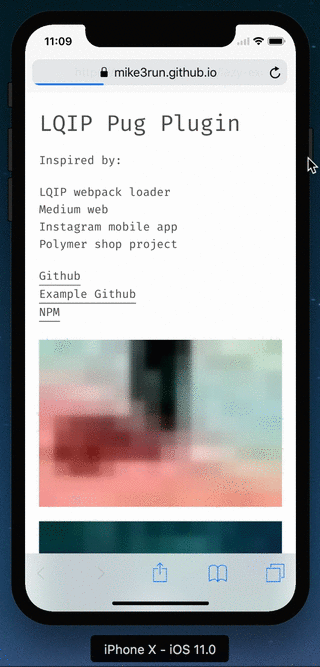 11:09
mike3run.github.io
LQIP Pug Plugin
Inspired by:
LQIP webpack loader
Medium web
Instagram mobile app
Polymer shop project
Github
Example Github
NPM
iPhone X - iOS 11.0